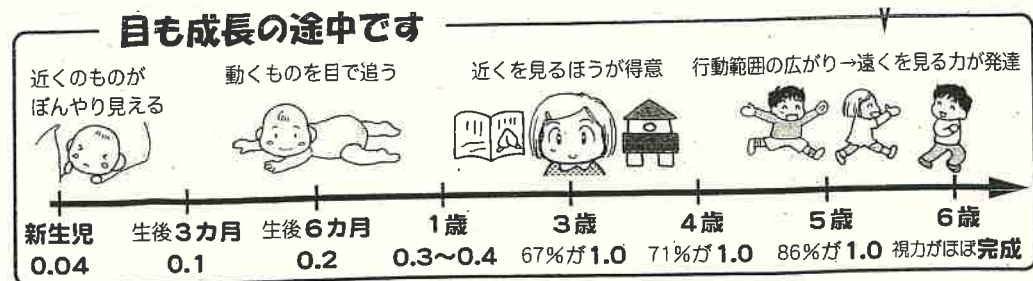 目も成長の途中です
近くのものが
ぼんやり見える
動くものを目で追う
近くを見るほうが得意
行動範囲の広がり→遠くを見る力が発達
新生児
0.04
生後3カ月
0.1
生後6カ月
0.2
1歳
0.3〜0.4
3歳
67%が1.0
4歳
71%が1.0
5歳
86%が1.0
6歳
視力がほぼ完成